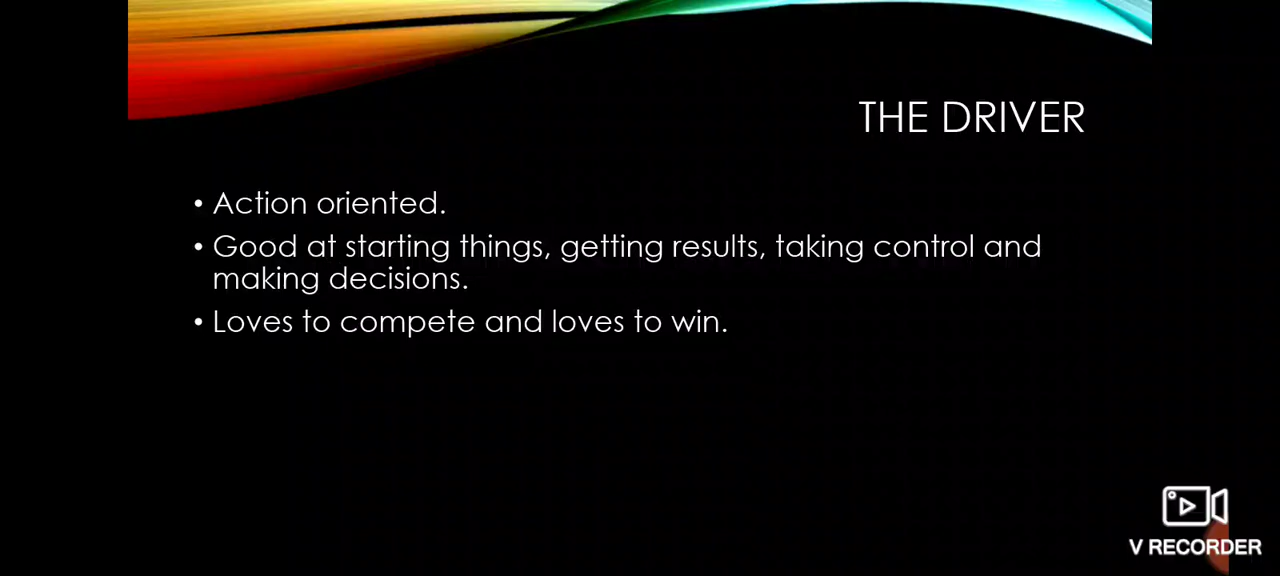 THE DRIVER
• Action oriented.
• Good at starting things, getting results, taking control and
making decisions.
• Loves to compete and loves to win.
V RECORDER